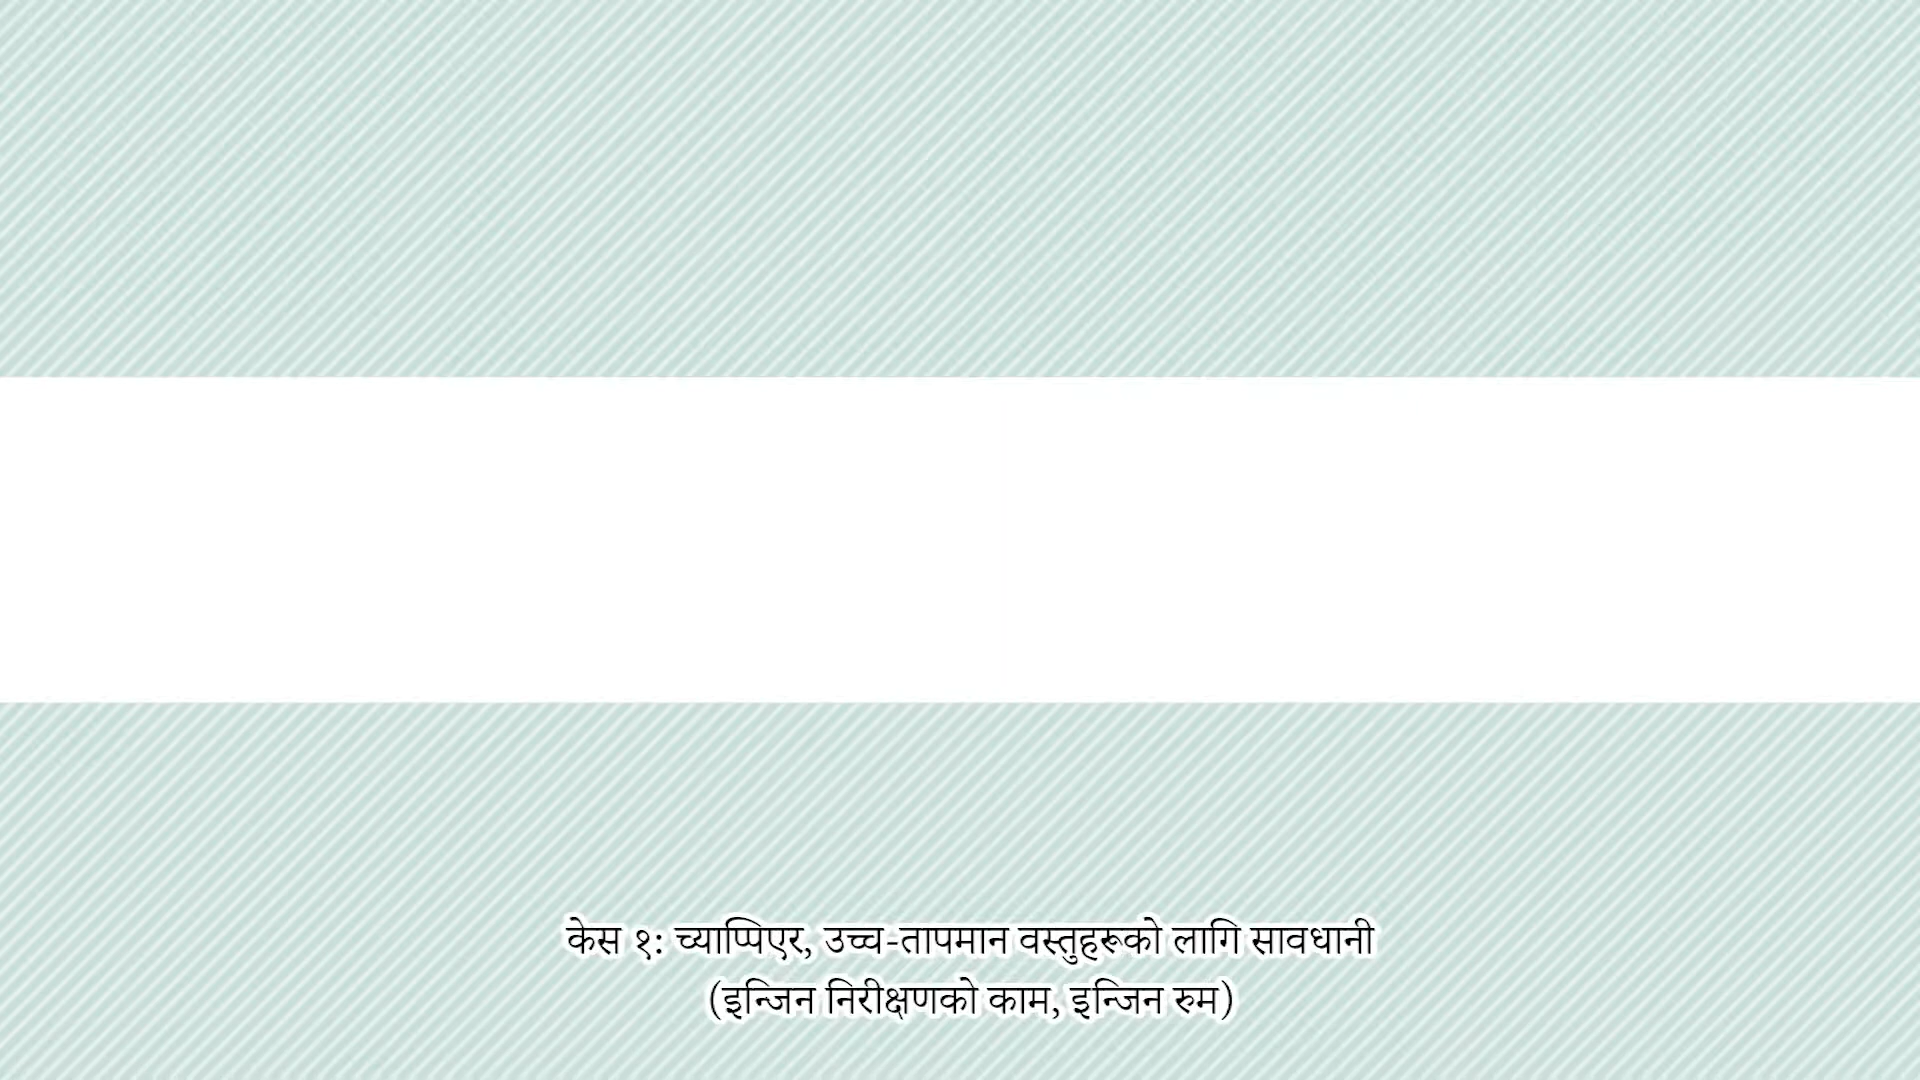 केस १: च्याप्पिएर, उच्च-तापमान वस्तुहरूको लागि सावधानी
(इन्जिन निरीक्षणको काम, इन्जिन रुम)